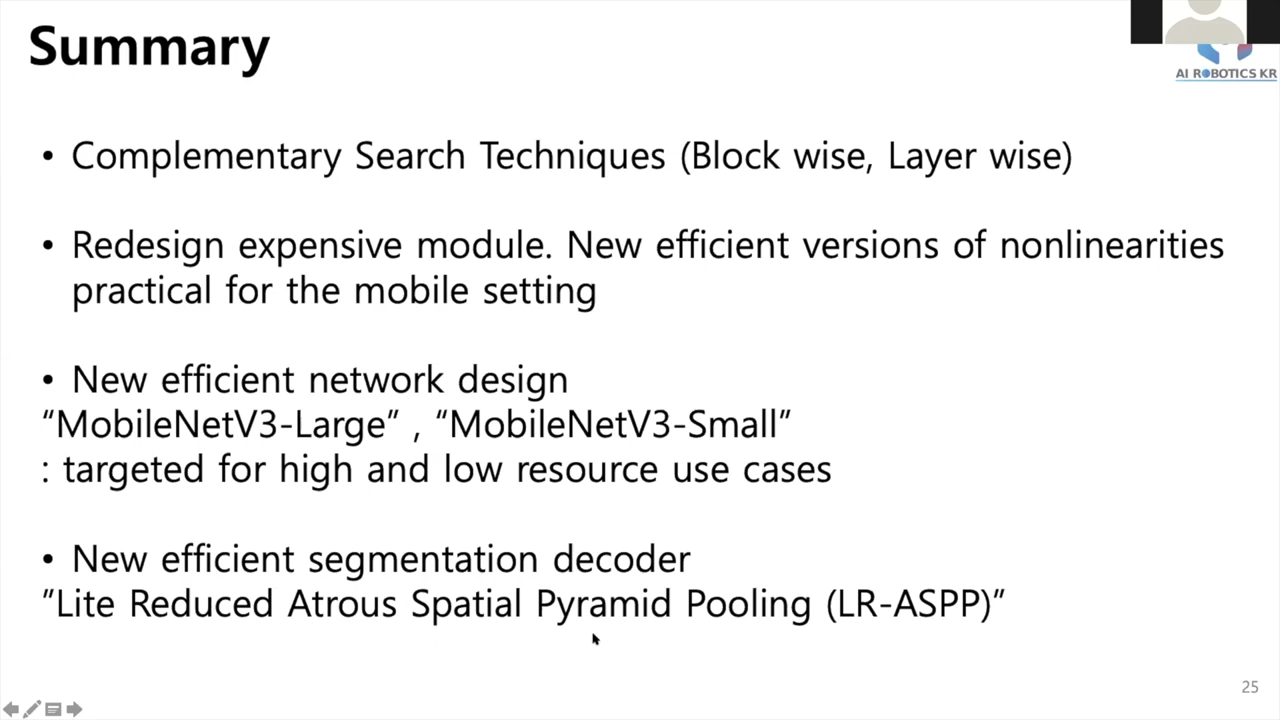 Summary
AI ROBOTICS KR
• Complementary Search Techniques (Block wise, Layer wise)
• Redesign expensive module. New efficient versions of nonlinearities
practical for the mobile setting
• New efficient network design
“MobileNetV3-Large” , “MobileNetV3-Small”
: targeted for high and low resource use cases
• New efficient segmentation decoder
”Lite Reduced Atrous Spatial Pyramid Pooling (LR-ASPP)”
25